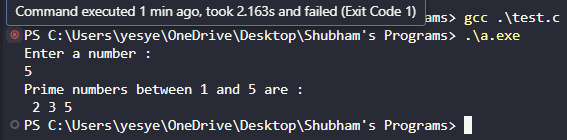 Command executed 1 min ago, took 2.163s and failed (Exit Code 1)
ams> gcc .\test.c
PS C:\Users\yesye\OneDrive\Desktop\Shubham's Programs> .\a.exe
Enter a number :
5
Prime numbers between 1 and 5 are :
 2 3 5
PS C:\Users\yesye\OneDrive\Desktop\Shubham's Programs>